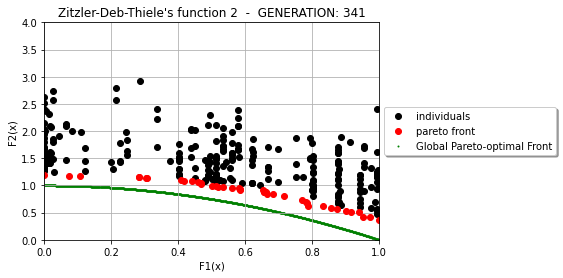 Zitzler-Deb-Thiele's function 2 - GENERATION: 341
4.0
3.5
3.0
2.5
2.0
1.5
1.0
0.5
0.0
F2(x)
0.0 0.2 0.4 0.6 0.8 1.0
F1(x)
individuals
pareto front
Global Pareto-optimal Front